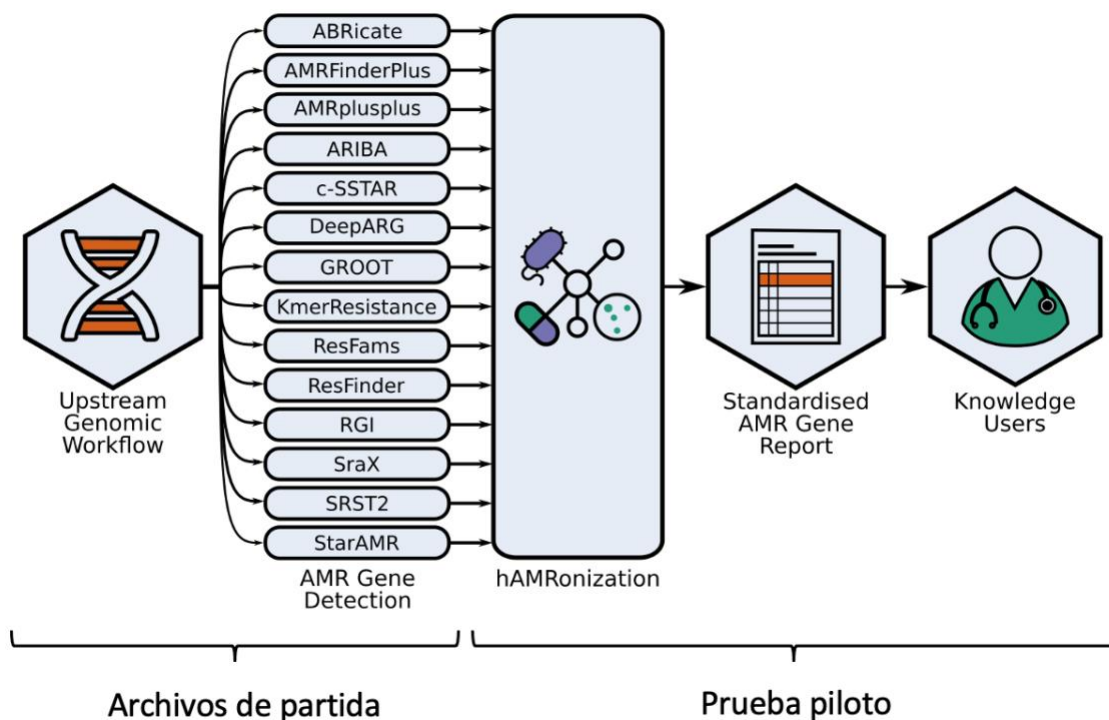 ABRicate
AMRFinderPlus
AMRplusplus
ARIBA
c-SSTAR
DeepARG
GROOT
KmerResistance
ResFams
ResFinder
RGI
SraX
SRST2
StarAMR
Upstream
Genomic
Workflow
AMR Gene
Detection
hAMRonization
Standardised
AMR Gene
Report
Knowledge
Users
Archivos de partida
Prueba piloto